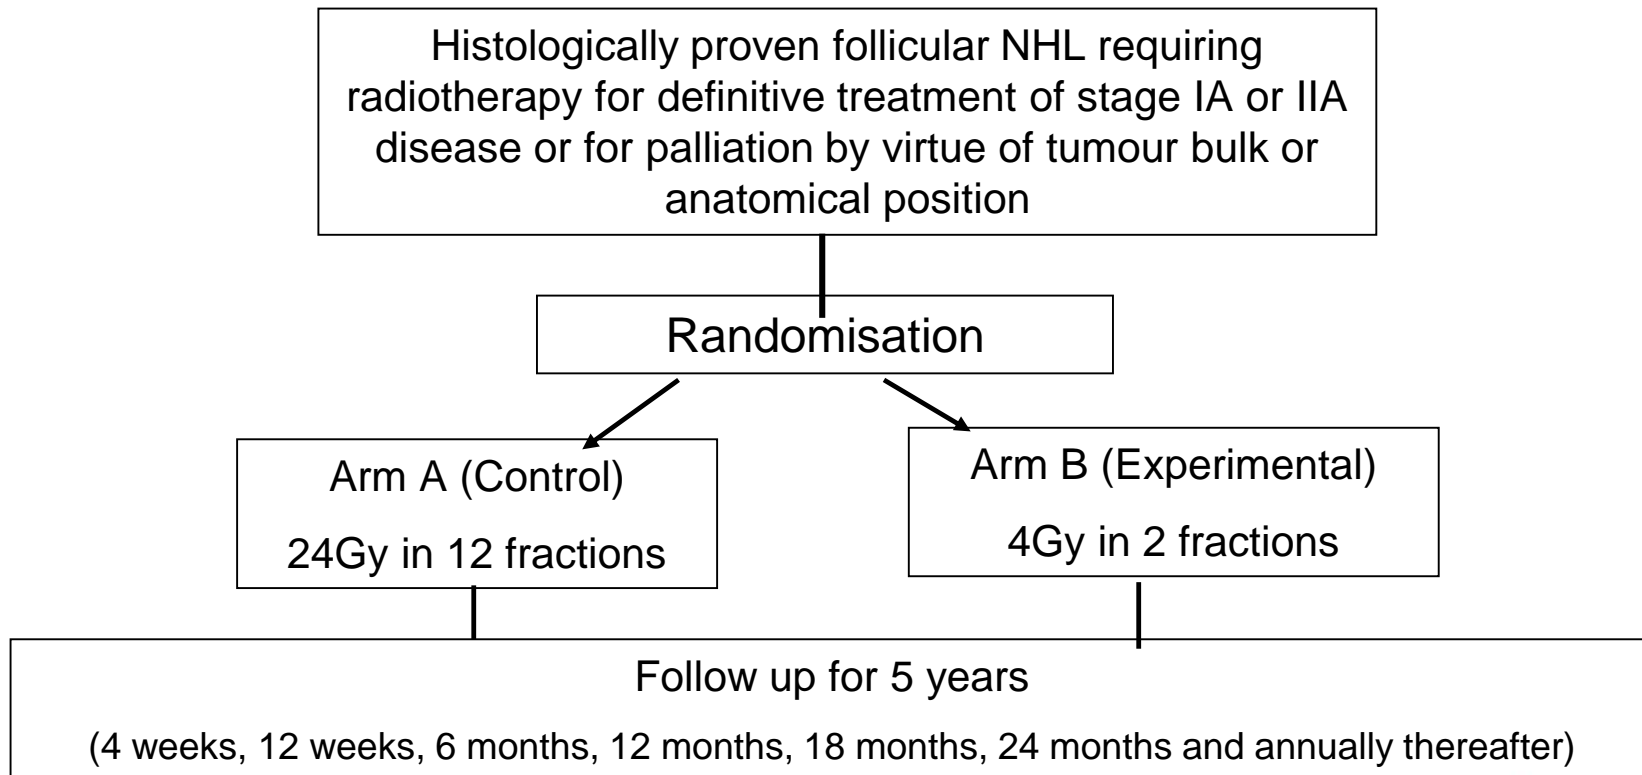 Histologically proven follicular NHL requiring
radiotherapy for definitive treatment of stage IA or IIA
disease or for palliation by virtue of tumour bulk or
anatomical position
Randomisation
Arm A (Control)
24Gy in 12 fractions
Arm B (Experimental)
4Gy in 2 fractions
Follow up for 5 years
(4 weeks, 12 weeks, 6 months, 12 months, 18 months, 24 months and annually thereafter)